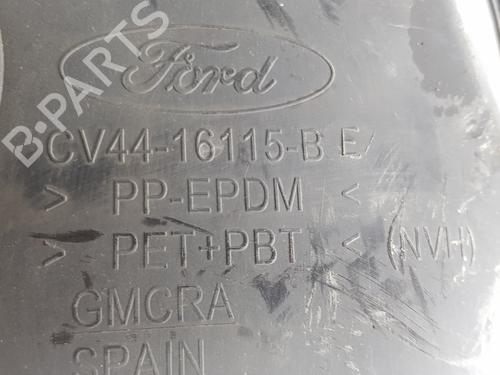 B-PARTS
Ford
CV44-16115-B E/
> PP-EPDM <
> PET+PBT < (NVH)
GMCRA
SPAIN